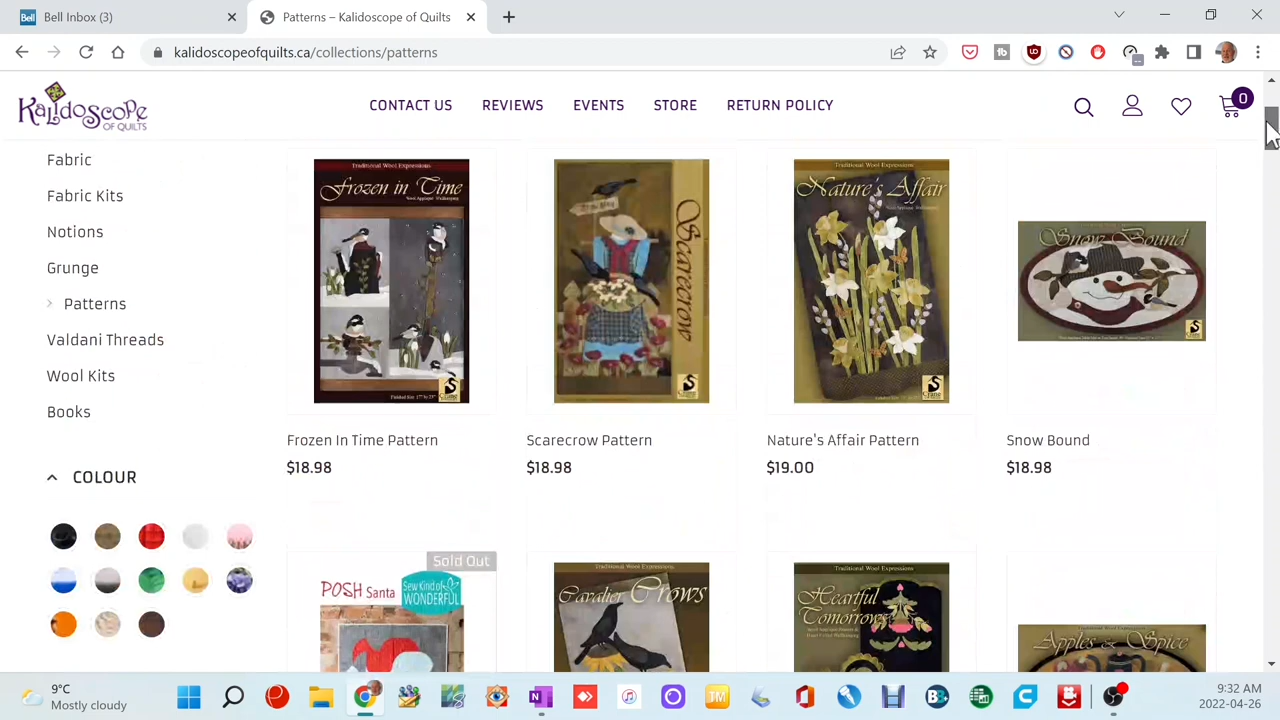 Bell
Bell Inbox (3)
Patterns – Kalidoscope of Quilts
kalidoscopeofquilts.ca/collections/patterns
KaLidoScope
OF QUILTS
CONTACT US
REVIEWS
EVENTS
STORE
RETURN POLICY
0
Fabric
Fabric Kits
Notions
Grunge
Patterns
Valdani Threads
Wool Kits
Books
COLOUR
Traditional Wool Expressions
Frozen in Time
Scarecrow
Traditional Wool Expressions
Nature's Affair
Snow Bound
Frozen In Time Pattern
$18.98
Scarecrow Pattern
$18.98
Nature's Affair Pattern
$19.00
Snow Bound
$18.98
Sold Out
POSH Santa
Sew Kind of
WONDERFUL
Traditional Wool Expressions
Cavalier Crows
Traditional Wool Expressions
Heartful
Tomorrows
Traditional Wool Expressions
Apples & Spice
9°C
Mostly cloudy
9:32 AM
2022-04-26